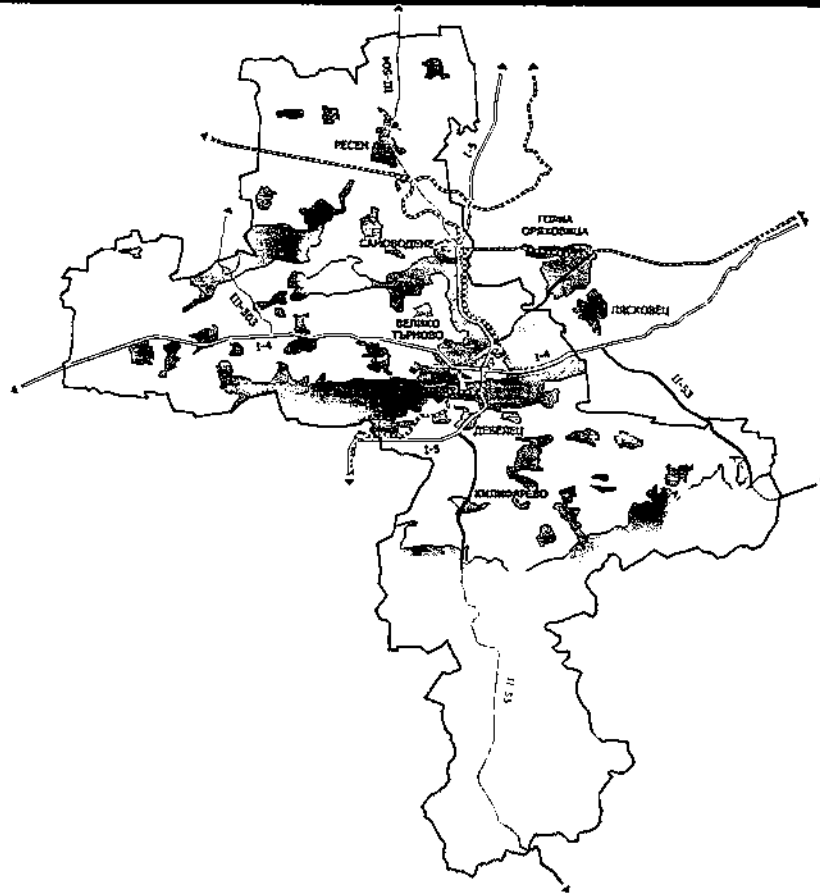 III-504
I-5
РЕСЕН
ГОРНА
ОРЯХОВИЦА
САМОВОДЕНЕ
ЛЯСКОВЕЦ
III-303
ВЕЛИКО
ТЪРНОВО
I-4
I-4
II-53
ДЕБЕЛЕЦ
I-5
КИЛИФАРЕВО
II-53